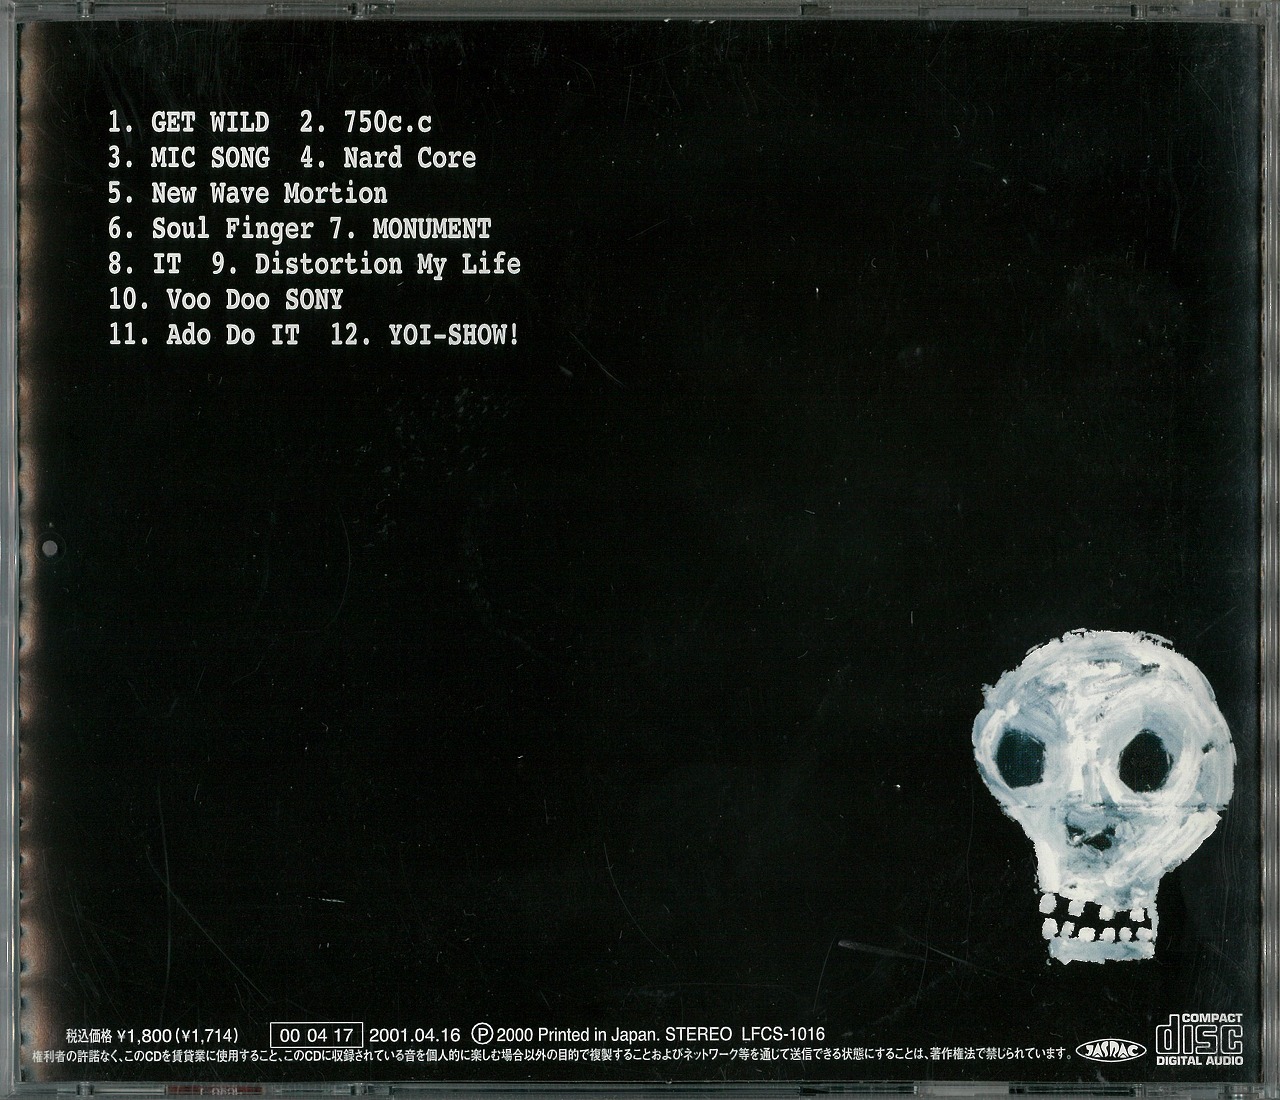 1. GET WILD 2. 750c.c
3. MIC SONG 4. Nard Core
5. New Wave Mortion
6. Soul Finger 7. MONUMENT
8. IT 9. Distortion My Life
10. Voo Doo SONY
11. Ado Do IT 12. YOI-SHOW!
税込価格 ¥1,800(¥1,714) 00 04 17 2001.04.16 Ⓟ2000 Printed in Japan. STEREO LFCS-1016
権利者の許諾なく、このCDを賃貸業に使用すること、このCDに収録されている音を個人的に楽しむ場合以外の目的で複製することおよびネットワーク等を通じて送信できる状態にすることは、著作権法で禁じられています。
JASRAC
COMPACT
disc
DIGITAL AUDIO